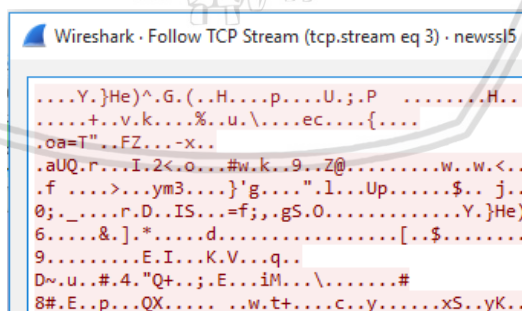 Wireshark · Follow TCP Stream (tcp.stream eq 3) · newssl5
....Y.}He)^.G.(..H....p....U.;.P ........H..
.....+..v.k....%..u.\....ec....{....
.oa=T"..FZ...-x..
.aUQ.r...I.2<.o...#w.k..9..Z@.........w..w.<..
.f ....>...ym3....}'g....".l...Up......$.. j..
0;._....r.D..IS...=f;,.gS.O.............Y.}He)
6.....&.].*.....d.................[..$........
9.........E.I...K.V...q..
D~.u..#.4."Q+..;.E...iM...\.......#
8#.E..p...QX..... ..w.t+....c..y......xS..yK..